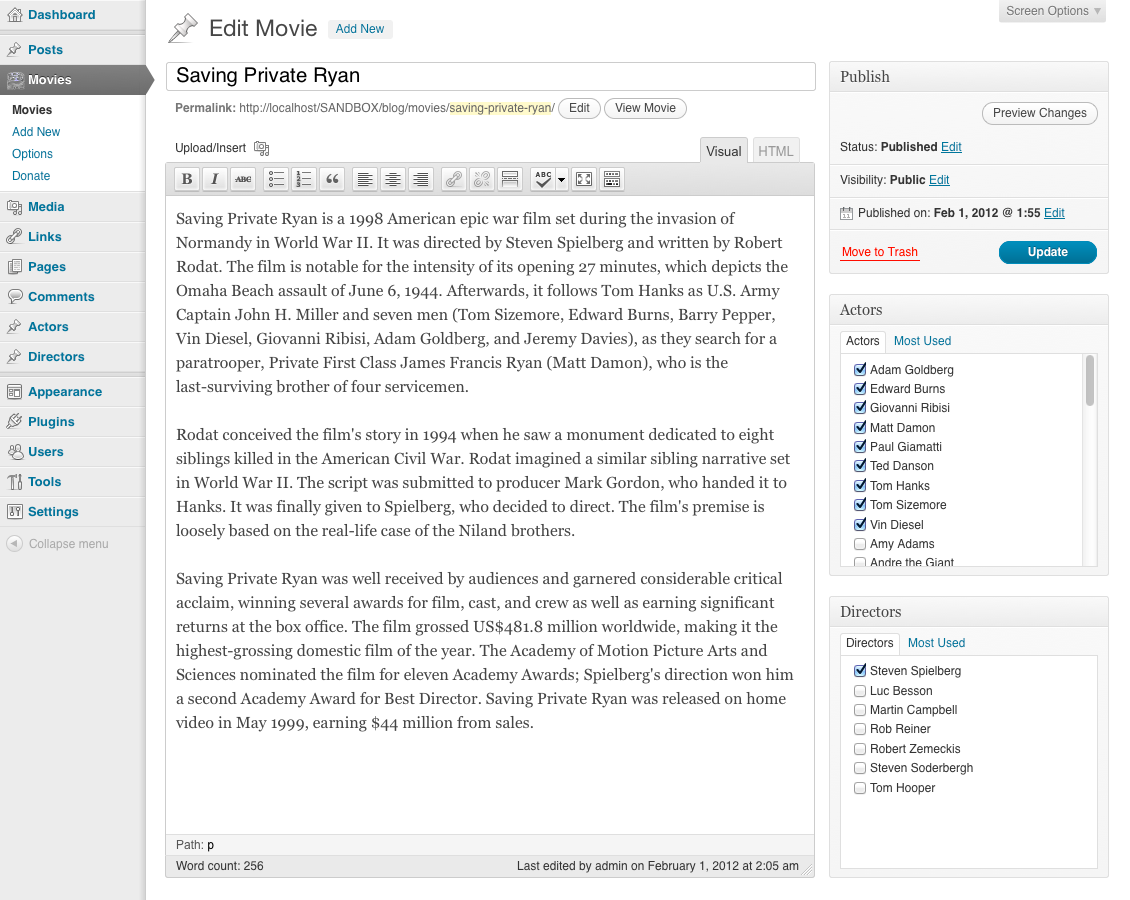 Dashboard
Posts
Movies
Movies
Add New
Options
Donate
Media
Links
Pages
Comments
Actors
Directors
Appearance
Plugins
Users
Tools
Settings
Collapse menu
Screen Options
Edit Movie Add New
Saving Private Ryan
Permalink: http://localhost/SANDBOX/blog/movies/saving-private-ryan/ Edit View Movie
Upload/Insert
Visual HTML
B I ABC ABC
Saving Private Ryan is a 1998 American epic war film set during the invasion of
Normandy in World War II. It was directed by Steven Spielberg and written by Robert
Rodat. The film is notable for the intensity of its opening 27 minutes, which depicts the
Omaha Beach assault of June 6, 1944. Afterwards, it follows Tom Hanks as U.S. Army
Captain John H. Miller and seven men (Tom Sizemore, Edward Burns, Barry Pepper,
Vin Diesel, Giovanni Ribisi, Adam Goldberg, and Jeremy Davies), as they search for a
paratrooper, Private First Class James Francis Ryan (Matt Damon), who is the
last-surviving brother of four servicemen.
Rodat conceived the film's story in 1994 when he saw a monument dedicated to eight
siblings killed in the American Civil War. Rodat imagined a similar sibling narrative set
in World War II. The script was submitted to producer Mark Gordon, who handed it to
Hanks. It was finally given to Spielberg, who decided to direct. The film's premise is
loosely based on the real-life case of the Niland brothers.
Saving Private Ryan was well received by audiences and garnered considerable critical
acclaim, winning several awards for film, cast, and crew as well as earning significant
returns at the box office. The film grossed US$481.8 million worldwide, making it the
highest-grossing domestic film of the year. The Academy of Motion Picture Arts and
Sciences nominated the film for eleven Academy Awards; Spielberg's direction won him
a second Academy Award for Best Director. Saving Private Ryan was released on home
video in May 1999, earning $44 million from sales.
Path: p
Word count: 256 Last edited by admin on February 1, 2012 at 2:05 am
Publish
Preview Changes
Status: Published Edit
Visibility: Public Edit
Published on: Feb 1, 2012 @ 1:55 Edit
Move to Trash Update
Actors
Actors Most Used
Adam Goldberg
Edward Burns
Giovanni Ribisi
Matt Damon
Paul Giamatti
Ted Danson
Tom Hanks
Tom Sizemore
Vin Diesel
Amy Adams
Andre the Giant
Directors
Directors Most Used
Steven Spielberg
Luc Besson
Martin Campbell
Rob Reiner
Robert Zemeckis
Steven Soderbergh
Tom Hooper